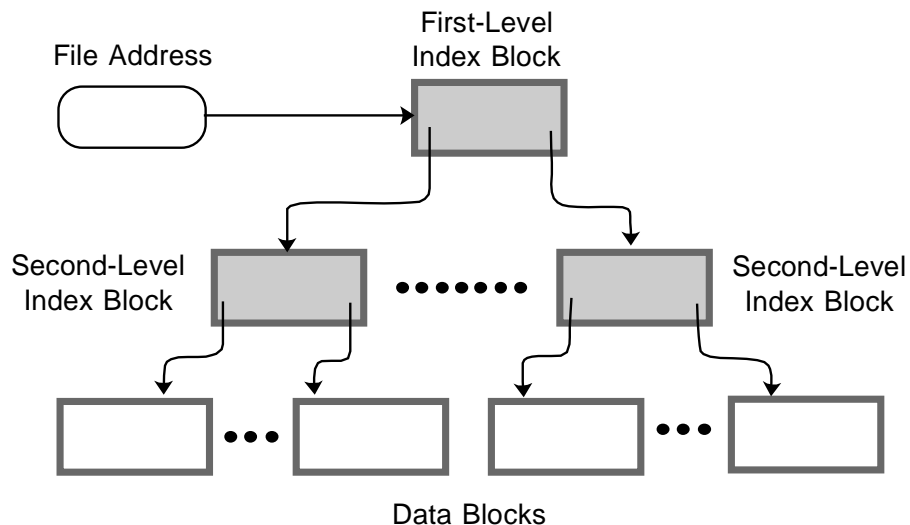 First-Level
Index Block
File Address
Second-Level
Index Block
Second-Level
Index Block
Data Blocks